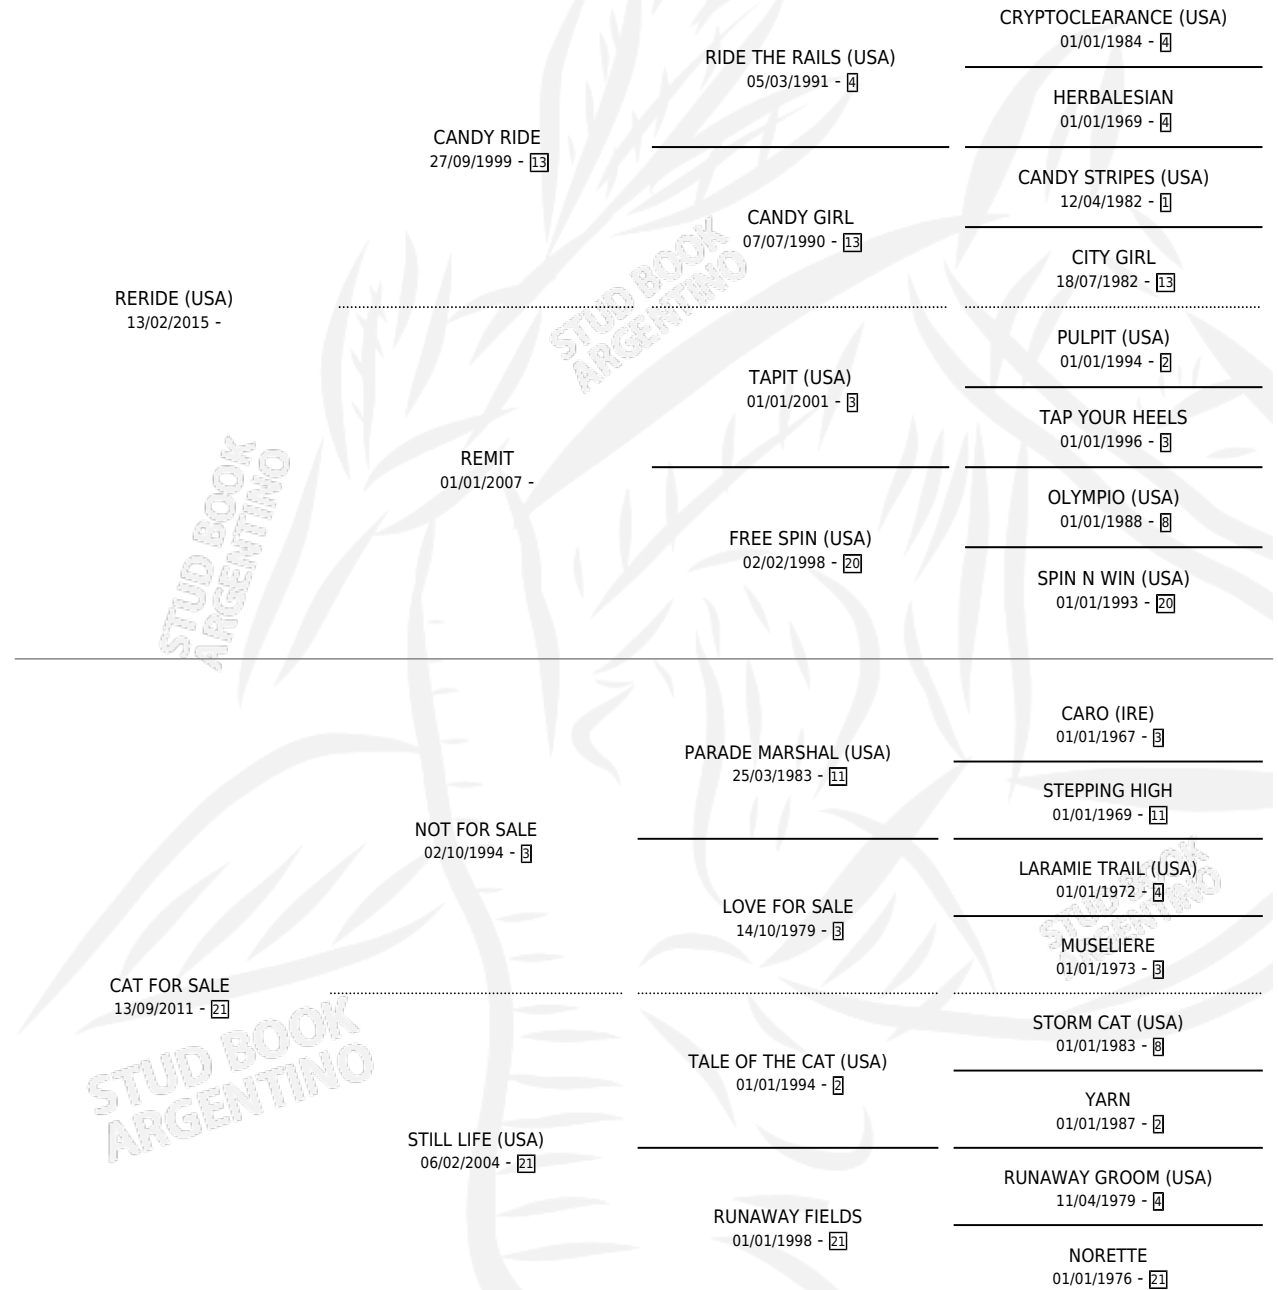 CRYPTOCLEARANCE (USA)
01/01/1984 - 4
RIDE THE RAILS (USA)
05/03/1991 - 4
HERBALESIAN
01/01/1969 - 4
CANDY RIDE
27/09/1999 - 13
CANDY STRIPES (USA)
12/04/1982 - 1
CANDY GIRL
07/07/1990 - 13
CITY GIRL
18/07/1982 - 13
RERIDE (USA)
13/02/2015 -
STUD BOOK
ARGENTINO
PULPIT (USA)
01/01/1994 - 2
TAPIT (USA)
01/01/2001 - 3
TAP YOUR HEELS
01/01/1996 - 3
REMIT
01/01/2007 -
OLYMPIO (USA)
01/01/1988 - 8
FREE SPIN (USA)
02/02/1998 - 20
SPIN N WIN (USA)
01/01/1993 - 20
STUD BOOK
ARGENTINO
CARO (IRE)
01/01/1967 - 3
PARADE MARSHAL (USA)
25/03/1983 - 11
STEPPING HIGH
01/01/1969 - 11
NOT FOR SALE
02/10/1994 - 3
LARAMIE TRAIL (USA)
01/01/1972 - 4
STUD BOOK
ARGENTINO
LOVE FOR SALE
14/10/1979 - 3
MUSELIERE
01/01/1973 - 3
CAT FOR SALE
13/09/2011 - 21
STUD BOOK
ARGENTINO
STORM CAT (USA)
01/01/1983 - 8
TALE OF THE CAT (USA)
01/01/1994 - 2
YARN
01/01/1987 - 2
STILL LIFE (USA)
06/02/2004 - 21
RUNAWAY GROOM (USA)
11/04/1979 - 4
RUNAWAY FIELDS
01/01/1998 - 21
NORETTE
01/01/1976 - 21